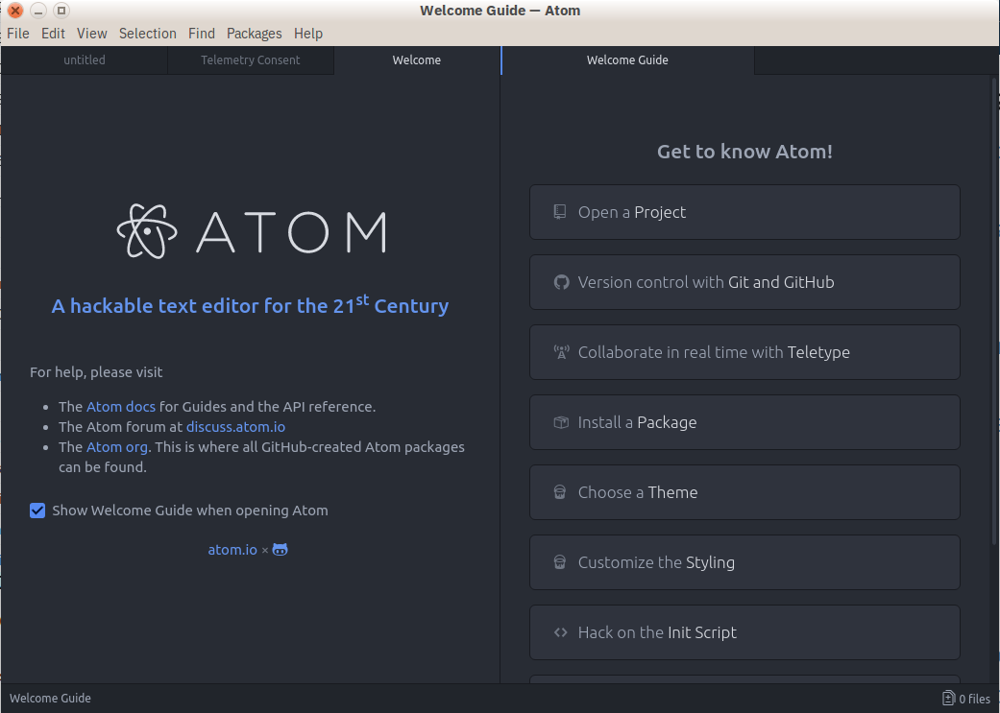 Welcome Guide — Atom
File Edit View Selection Find Packages Help
untitled
Telemetry Consent
Welcome
Welcome Guide
ATOM
A hackable text editor for the 21st Century
For help, please visit
• The Atom docs for Guides and the API reference.
• The Atom forum at discuss.atom.io
• The Atom org. This is where all GitHub-created Atom packages
can be found.
Show Welcome Guide when opening Atom
atom.io ×
Get to know Atom!
Open a Project
Version control with Git and GitHub
Collaborate in real time with Teletype
Install a Package
Choose a Theme
Customize the Styling
Hack on the Init Script
Welcome Guide
0 files